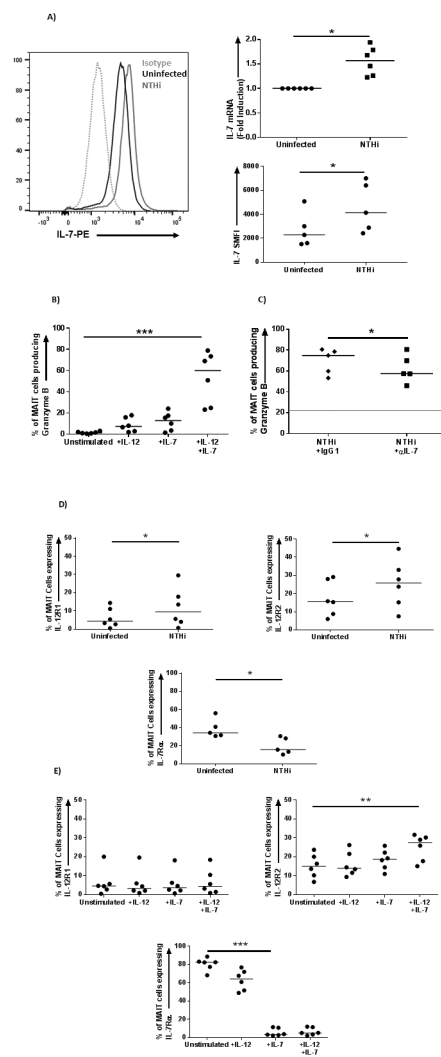 A)
Isotype
Uninfected
NTHi
100
80
60
40
20
0
-10³ 0 10³ 10⁴ 10⁵
IL-7-PE
IL-7 mRNA
(Fold Induction)
2.0
1.5
1.0
0.5
0.0
*
Uninfected NTHi
IL-7 SMFI
8000
6000
4000
2000
0
*
Uninfected NTHi
B)
% of MAIT cells producing
Granzyme B
100
80
60
40
20
0
***
Unstimulated +IL-12 +IL-7 +IL-12
+IL-7
C)
% of MAIT cells producing
Granzyme B
100
80
60
40
20
0
*
NTHi NTHi
+IgG1 +αIL-7
D)
% of MAIT Cells expressing
IL-12R1
50
40
30
20
10
0
*
Uninfected NTHi
% of MAIT Cells expressing
IL-12R2
50
40
30
20
10
0
*
Uninfected NTHi
% of MAIT Cells expressing
IL-7Rα
100
80
60
40
20
0
*
Uninfected NTHi
E)
% of MAIT Cells expressing
IL-12R1
50
40
30
20
10
0
Unstimulated +IL-12 +IL-7 +IL-12
+IL-7
% of MAIT Cells expressing
IL-12R2
50
40
30
20
10
0
**
Unstimulated +IL-12 +IL-7 +IL-12
+IL-7
% of MAIT Cells expressing
IL-7Rα
100
80
60
40
20
0
***
Unstimulated +IL-12 +IL-7 +IL-12
+IL-7